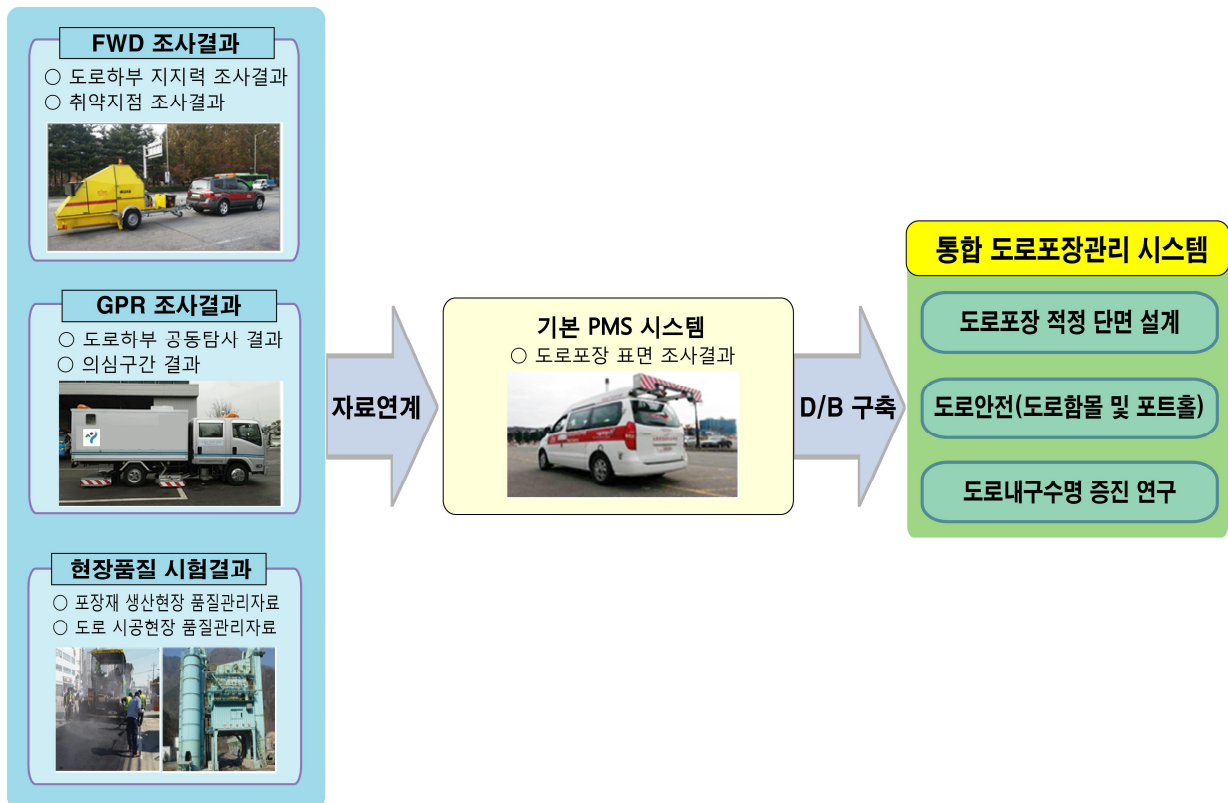 FWD 조사결과
○ 도로하부 지지력 조사결과
○ 취약지점 조사결과
GPR 조사결과
○ 도로하부 공동탐사 결과
○ 의심구간 결과
현장품질 시험결과
○ 포장재 생산현장 품질관리자료
○ 도로 시공현장 품질관리자료
자료연계
기본 PMS 시스템
○ 도로포장 표면 조사결과
D/B 구축
통합 도로포장관리 시스템
도로포장 적정 단면 설계
도로안전(도로함몰 및 포트홀)
도로내구수명 증진 연구